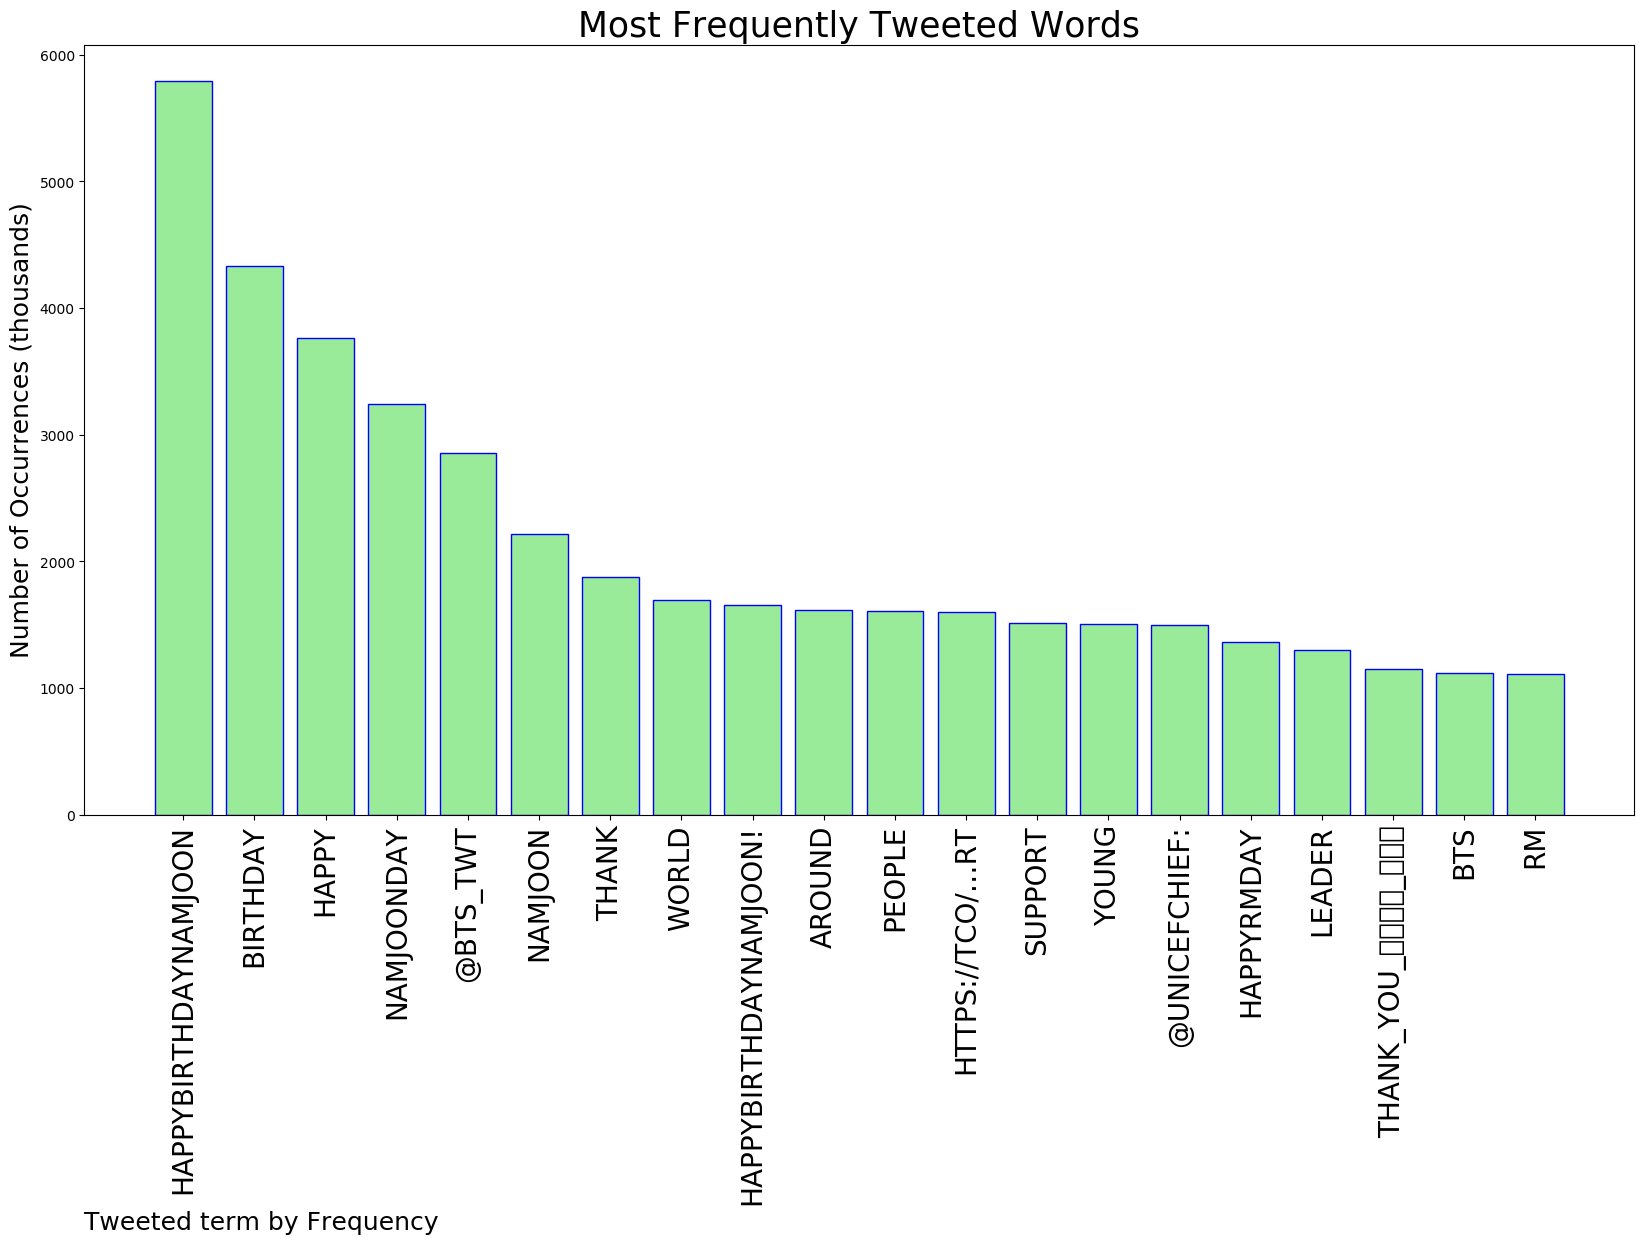 Most Frequently Tweeted Words
Number of Occurrences (thousands)
6000
5000
4000
3000
2000
1000
0
HAPPYBIRTHDAYNAMJOON
BIRTHDAY
HAPPY
NAMJOONDAY
@BTS_TWT
NAMJOON
THANK
WORLD
HAPPYBIRTHDAYNAMJOON!
AROUND
PEOPLE
HTTPS://TCO/…RT
SUPPORT
YOUNG
@UNICEFCHIEF:
HAPPYRMDAY
LEADER
THANK_YOU_□□□□_□□□
BTS
RM
Tweeted term by Frequency